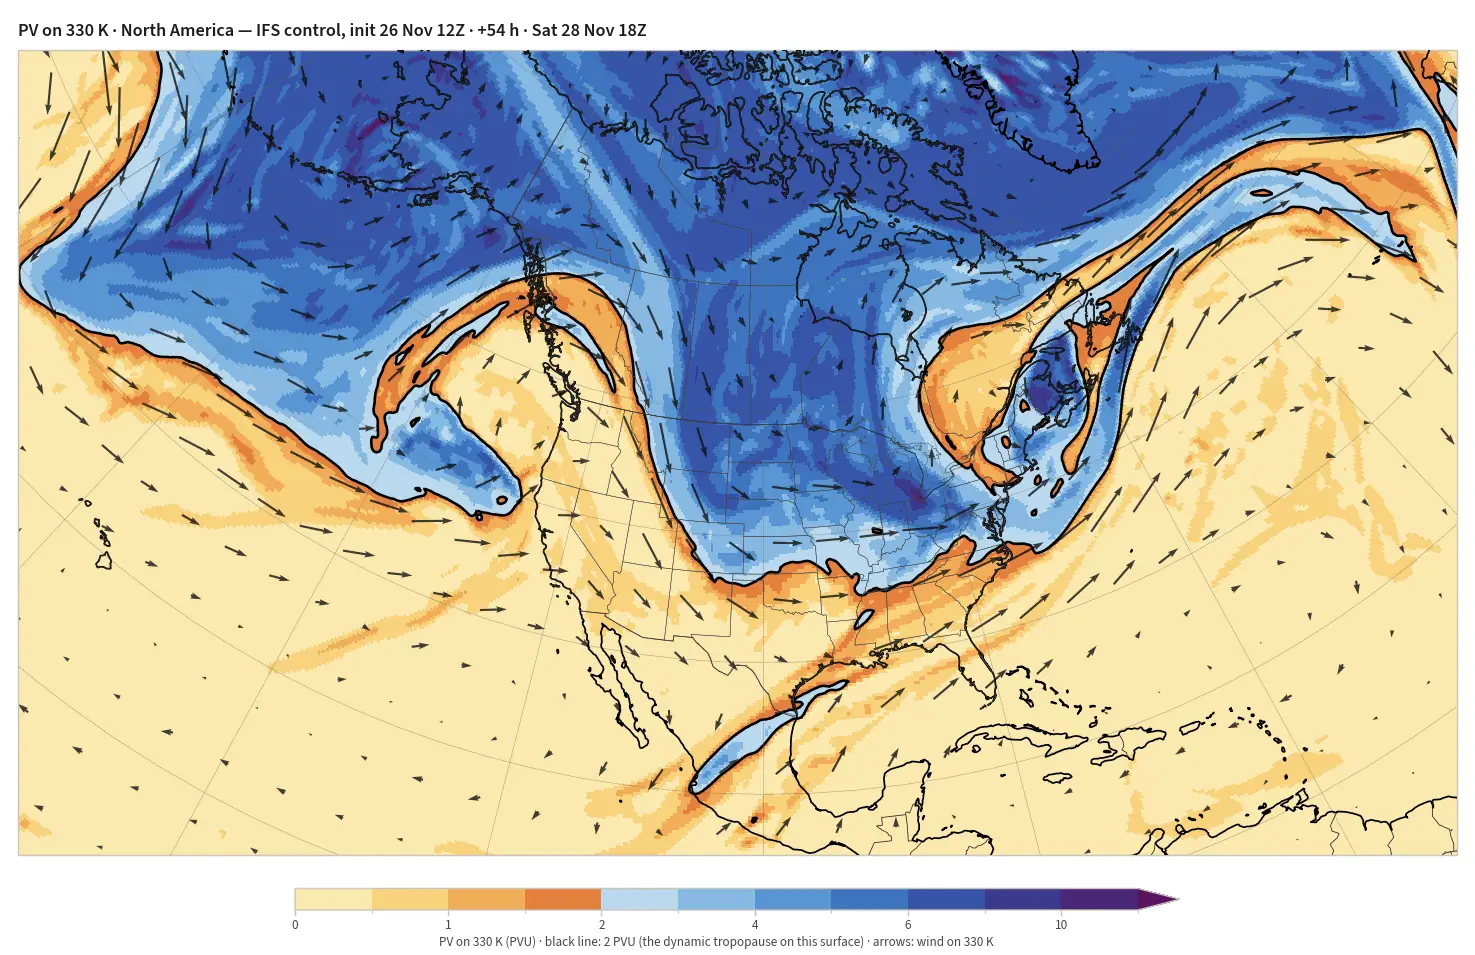 PV on 330 K · North America — IFS control, init 26 Nov 12Z · +54 h · Sat 28 Nov 18Z
0 1 2 4 6 10
PV on 330 K (PVU) · black line: 2 PVU (the dynamic tropopause on this surface) · arrows: wind on 330 K